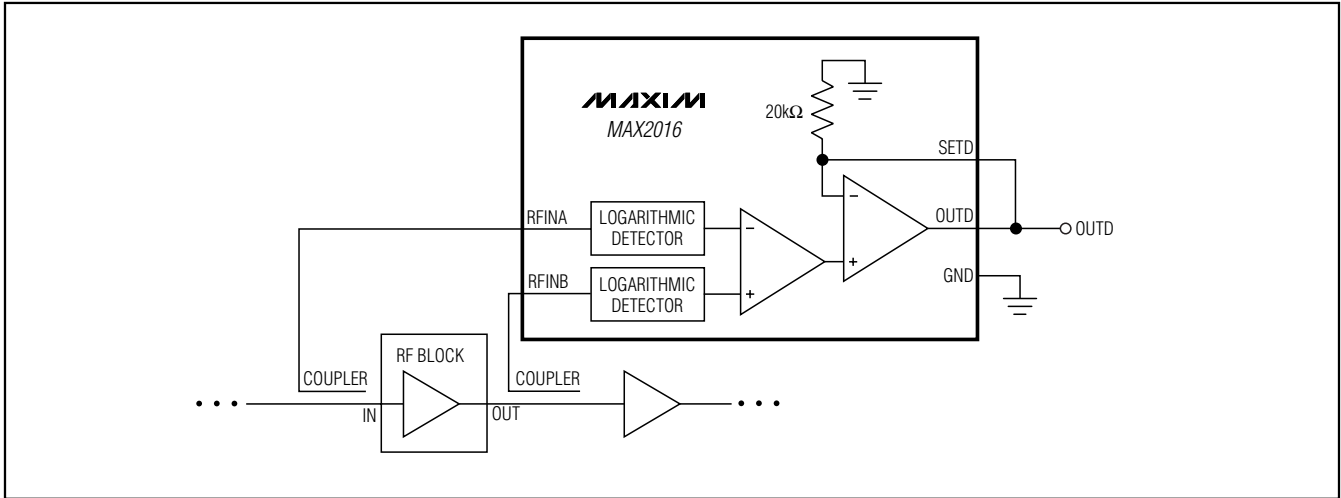 MAXIM
MAX2016
20kΩ
SETD
RFINA
LOGARITHMIC
DETECTOR
−
−
OUTD
OUTD
+
GND
RFINB
LOGARITHMIC
DETECTOR
+
RF BLOCK
COUPLER
COUPLER
IN
OUT